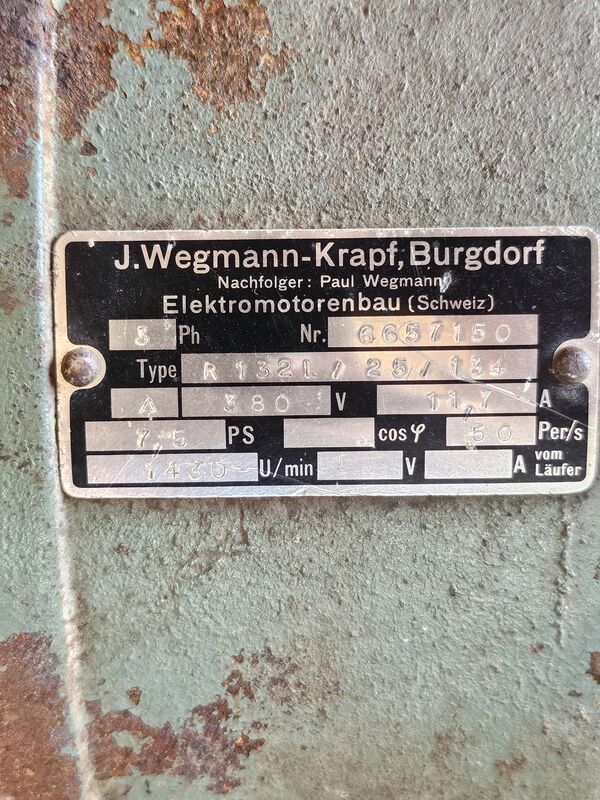 J.Wegmann-Krapf, Burgdorf
Nachfolger: Paul Wegmann
Elektromotorenbau (Schweiz)
3 Ph Nr. 6657150
Type R 132L / 25 / 134
380 V 11,7 A
7,5 PS cosφ 50 Per/s
1430 U/min V A vom Läufer